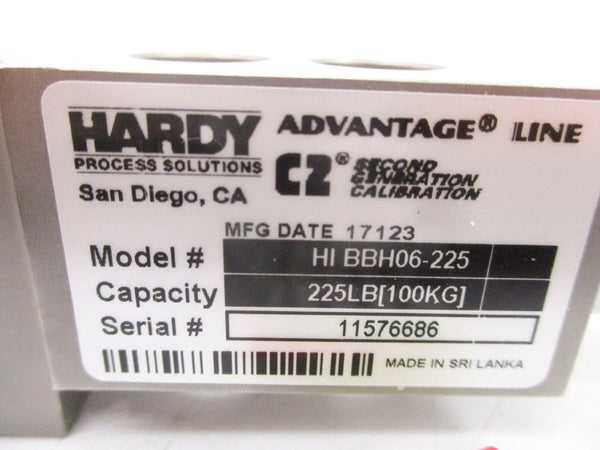 HARDY
PROCESS SOLUTIONS
San Diego, CA
ADVANTAGE® LINE
C2® SECOND
GENERATION
CALIBRATION
MFG DATE 17123
Model # HI BBH06-225
Capacity 225LB[100KG]
Serial # 11576686
MADE IN SRI LANKA